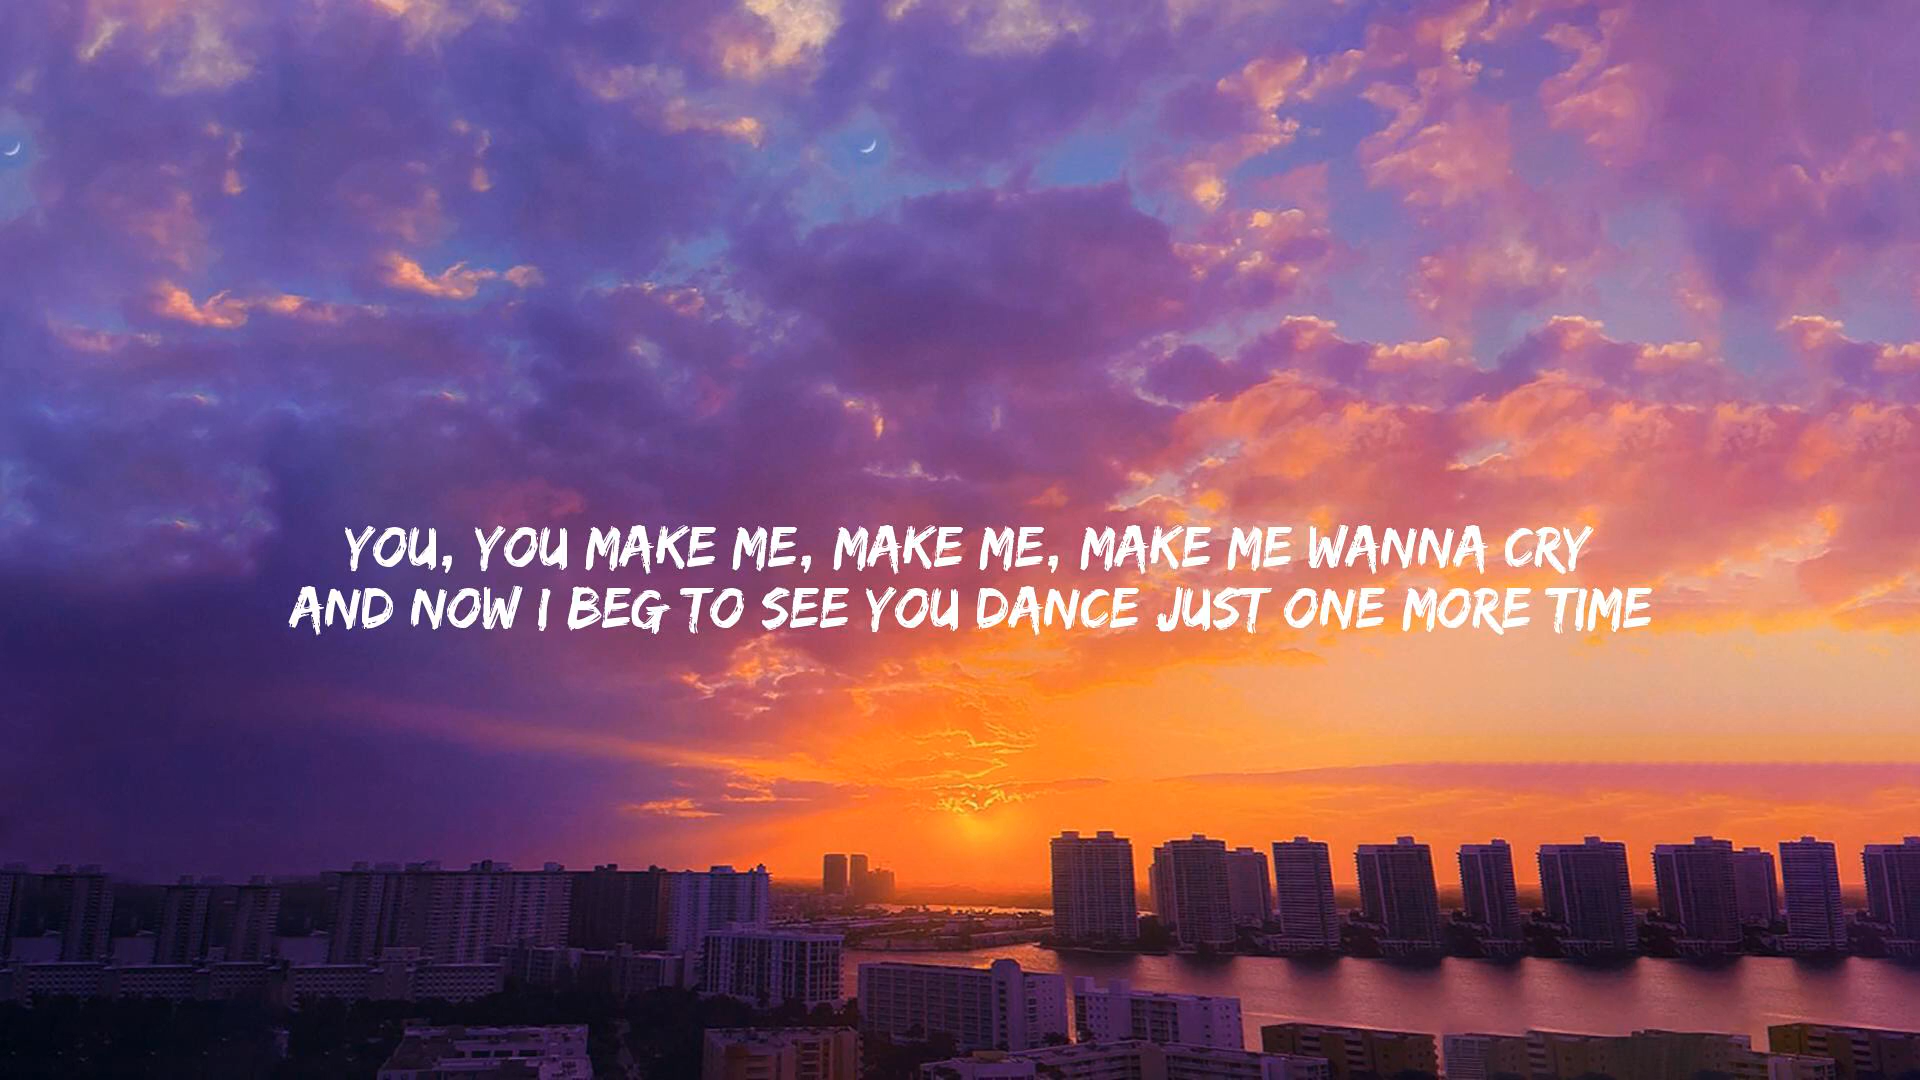 YOU, YOU MAKE ME, MAKE ME, MAKE ME WANNA CRY
AND NOW I BEG TO SEE YOU DANCE JUST ONE MORE TIME